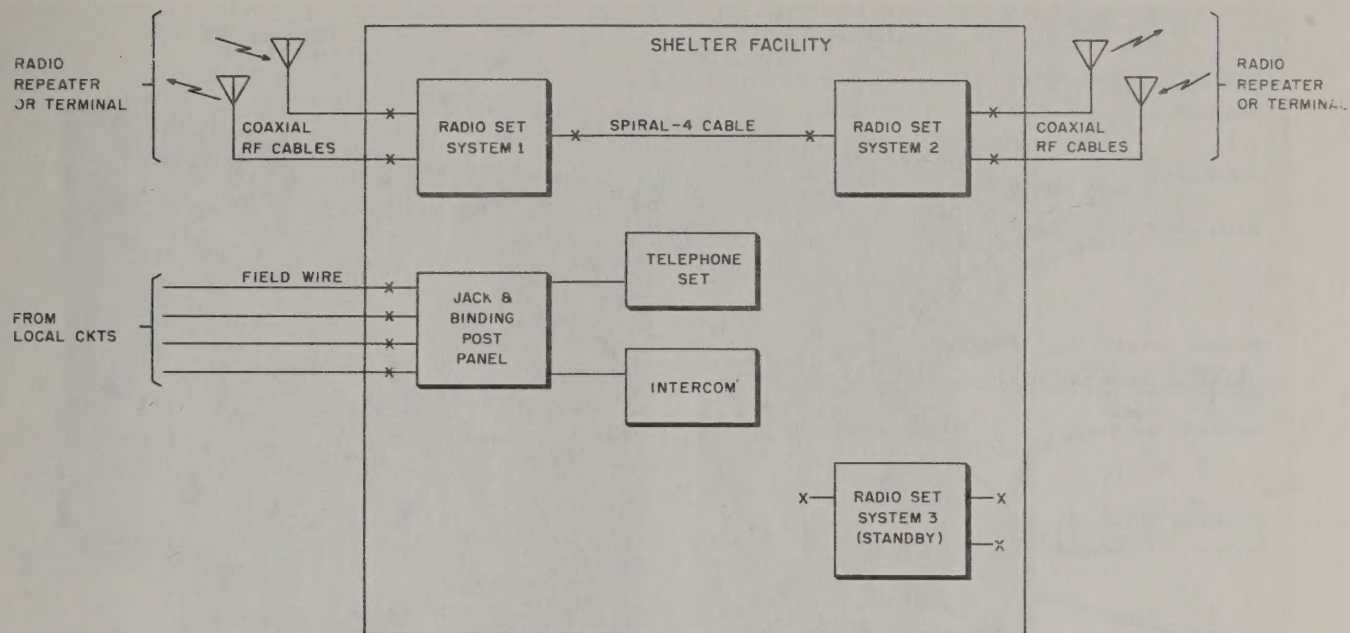 SHELTER FACILITY
RADIO
REPEATER
OR TERMINAL
COAXIAL
RF CABLES
RADIO SET
SYSTEM 1
SPIRAL-4 CABLE
RADIO SET
SYSTEM 2
COAXIAL
RF CABLES
RADIO
REPEATER
OR TERMINAL
FROM
LOCAL CKTS
FIELD WIRE
JACK &
BINDING
POST
PANEL
TELEPHONE
SET
INTERCOM
RADIO SET
SYSTEM 3
(STANDBY)